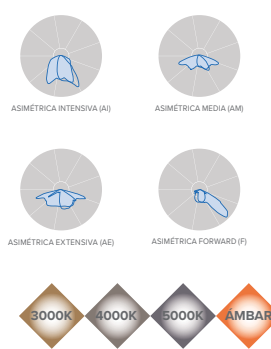 ASIMÉTRICA INTENSIVA (AI) ASIMÉTRICA MEDIA (AM)
ASIMÉTRICA EXTENSIVA (AE) ASIMÉTRICA FORWARD (F)
3000K 4000K 5000K ÁMBAR